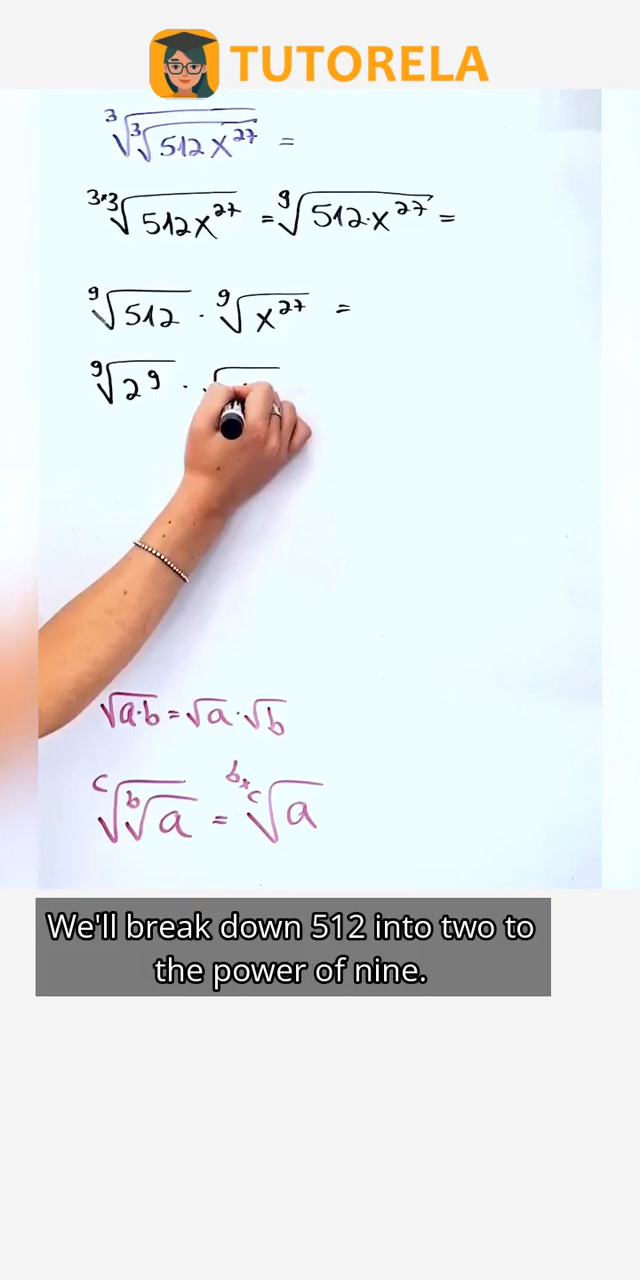 TUTORELA
∛(∛(512x²⁷)) =
³ˣ³√(512x²⁷) = ⁹√(512·x²⁷) =
⁹√512 · ⁹√x²⁷ =
⁹√2⁹ · √
√(a·b) = √a · √b
ᶜ√(ᵇ√a) = ᵇˣᶜ√a
We'll break down 512 into two to
the power of nine.